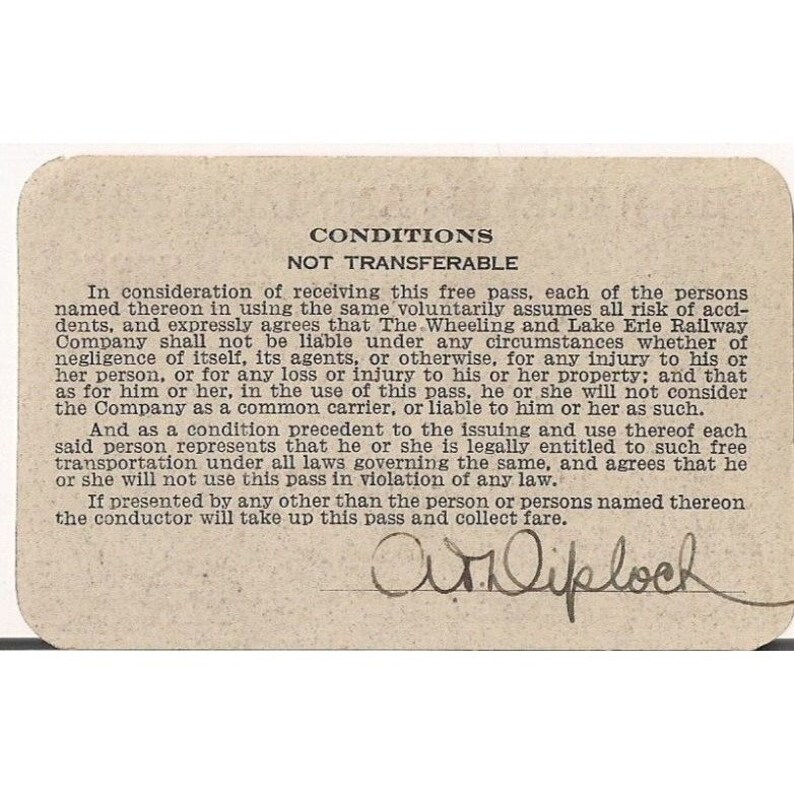 CONDITIONS
NOT TRANSFERABLE
In consideration of receiving this free pass, each of the persons
named thereon in using the same voluntarily assumes all risk of acci-
dents, and expressly agrees that The Wheeling and Lake Erie Railway
Company shall not be liable under any circumstances whether of
negligence of itself, its agents, or otherwise, for any injury to his or
her person, or for any loss or injury to his or her property; and that
as for him or her, in the use of this pass, he or she will not consider
the Company as a common carrier, or liable to him or her as such.
And as a condition precedent to the issuing and use thereof each
said person represents that he or she is legally entitled to such free
transportation under all laws governing the same, and agrees that he
or she will not use this pass in violation of any law.
If presented by any other than the person or persons named thereon
the conductor will take up this pass and collect fare.
Diplock